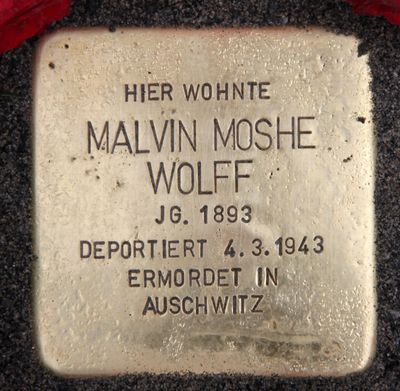 HIER WOHNTE
MALVIN MOSHE
WOLFF
JG. 1893
DEPORTIERT 4.3.1943
ERMORDET IN
AUSCHWITZ